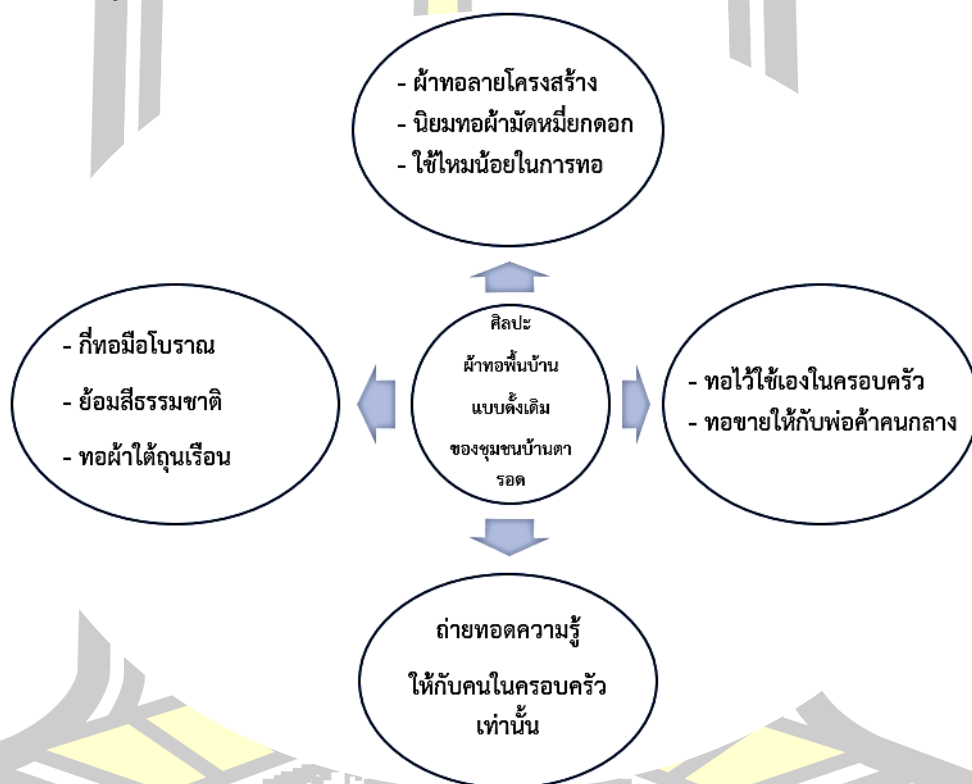 - ผ้าทอลายโครงสร้าง
- นิยมทอผ้ามัดหมี่ยกดอก
- ใช้ไหมน้อยในการทอ
- กี่ทอมือโบราณ
- ย้อมสีธรรมชาติ
- ทอผ้าใต้ถุนเรือน
ศิลปะ
ผ้าทอพื้นบ้าน
แบบดั้งเดิม
ของชุมชนบ้านตา
รอด
- ทอไว้ใช้เองในครอบครัว
- ทอขายให้กับพ่อค้าคนกลาง
ถ่ายทอดความรู้
ให้กับคนในครอบครัว
เท่านั้น